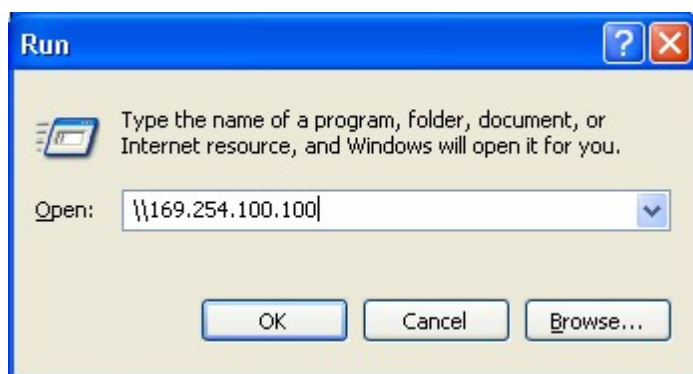 Run
Type the name of a program, folder, document, or
Internet resource, and Windows will open it for you.
Open: \\169.254.100.100
OK Cancel Browse...